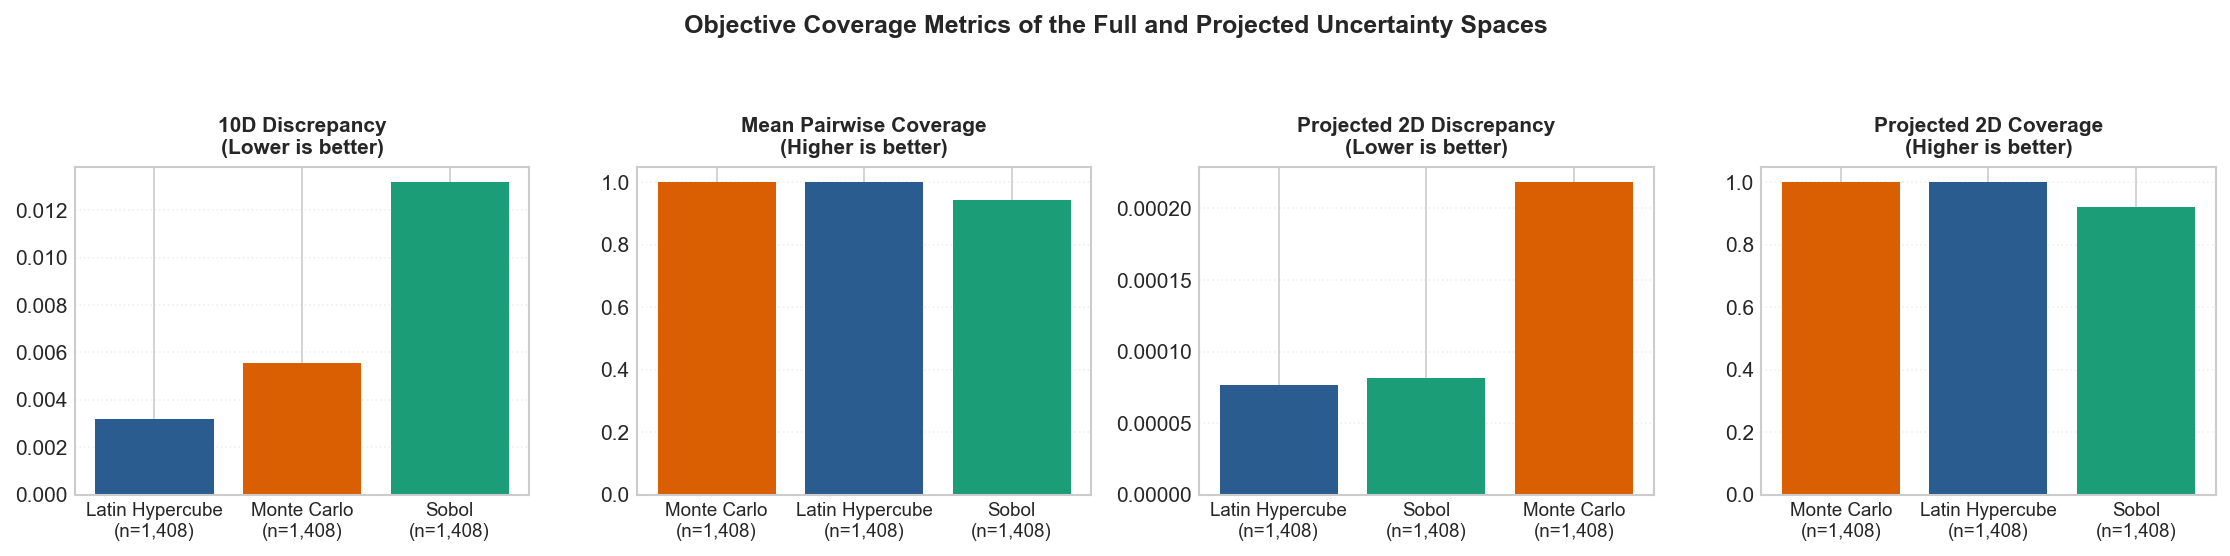 Objective Coverage Metrics of the Full and Projected Uncertainty Spaces
10D Discrepancy
(Lower is better)
0.012
0.010
0.008
0.006
0.004
0.002
0.000
Latin Hypercube
(n=1,408)
Monte Carlo
(n=1,408)
Sobol
(n=1,408)
Mean Pairwise Coverage
(Higher is better)
1.0
0.8
0.6
0.4
0.2
0.0
Monte Carlo
(n=1,408)
Latin Hypercube
(n=1,408)
Sobol
(n=1,408)
Projected 2D Discrepancy
(Lower is better)
0.00020
0.00015
0.00010
0.00005
0.00000
Latin Hypercube
(n=1,408)
Sobol
(n=1,408)
Monte Carlo
(n=1,408)
Projected 2D Coverage
(Higher is better)
1.0
0.8
0.6
0.4
0.2
0.0
Monte Carlo
(n=1,408)
Latin Hypercube
(n=1,408)
Sobol
(n=1,408)